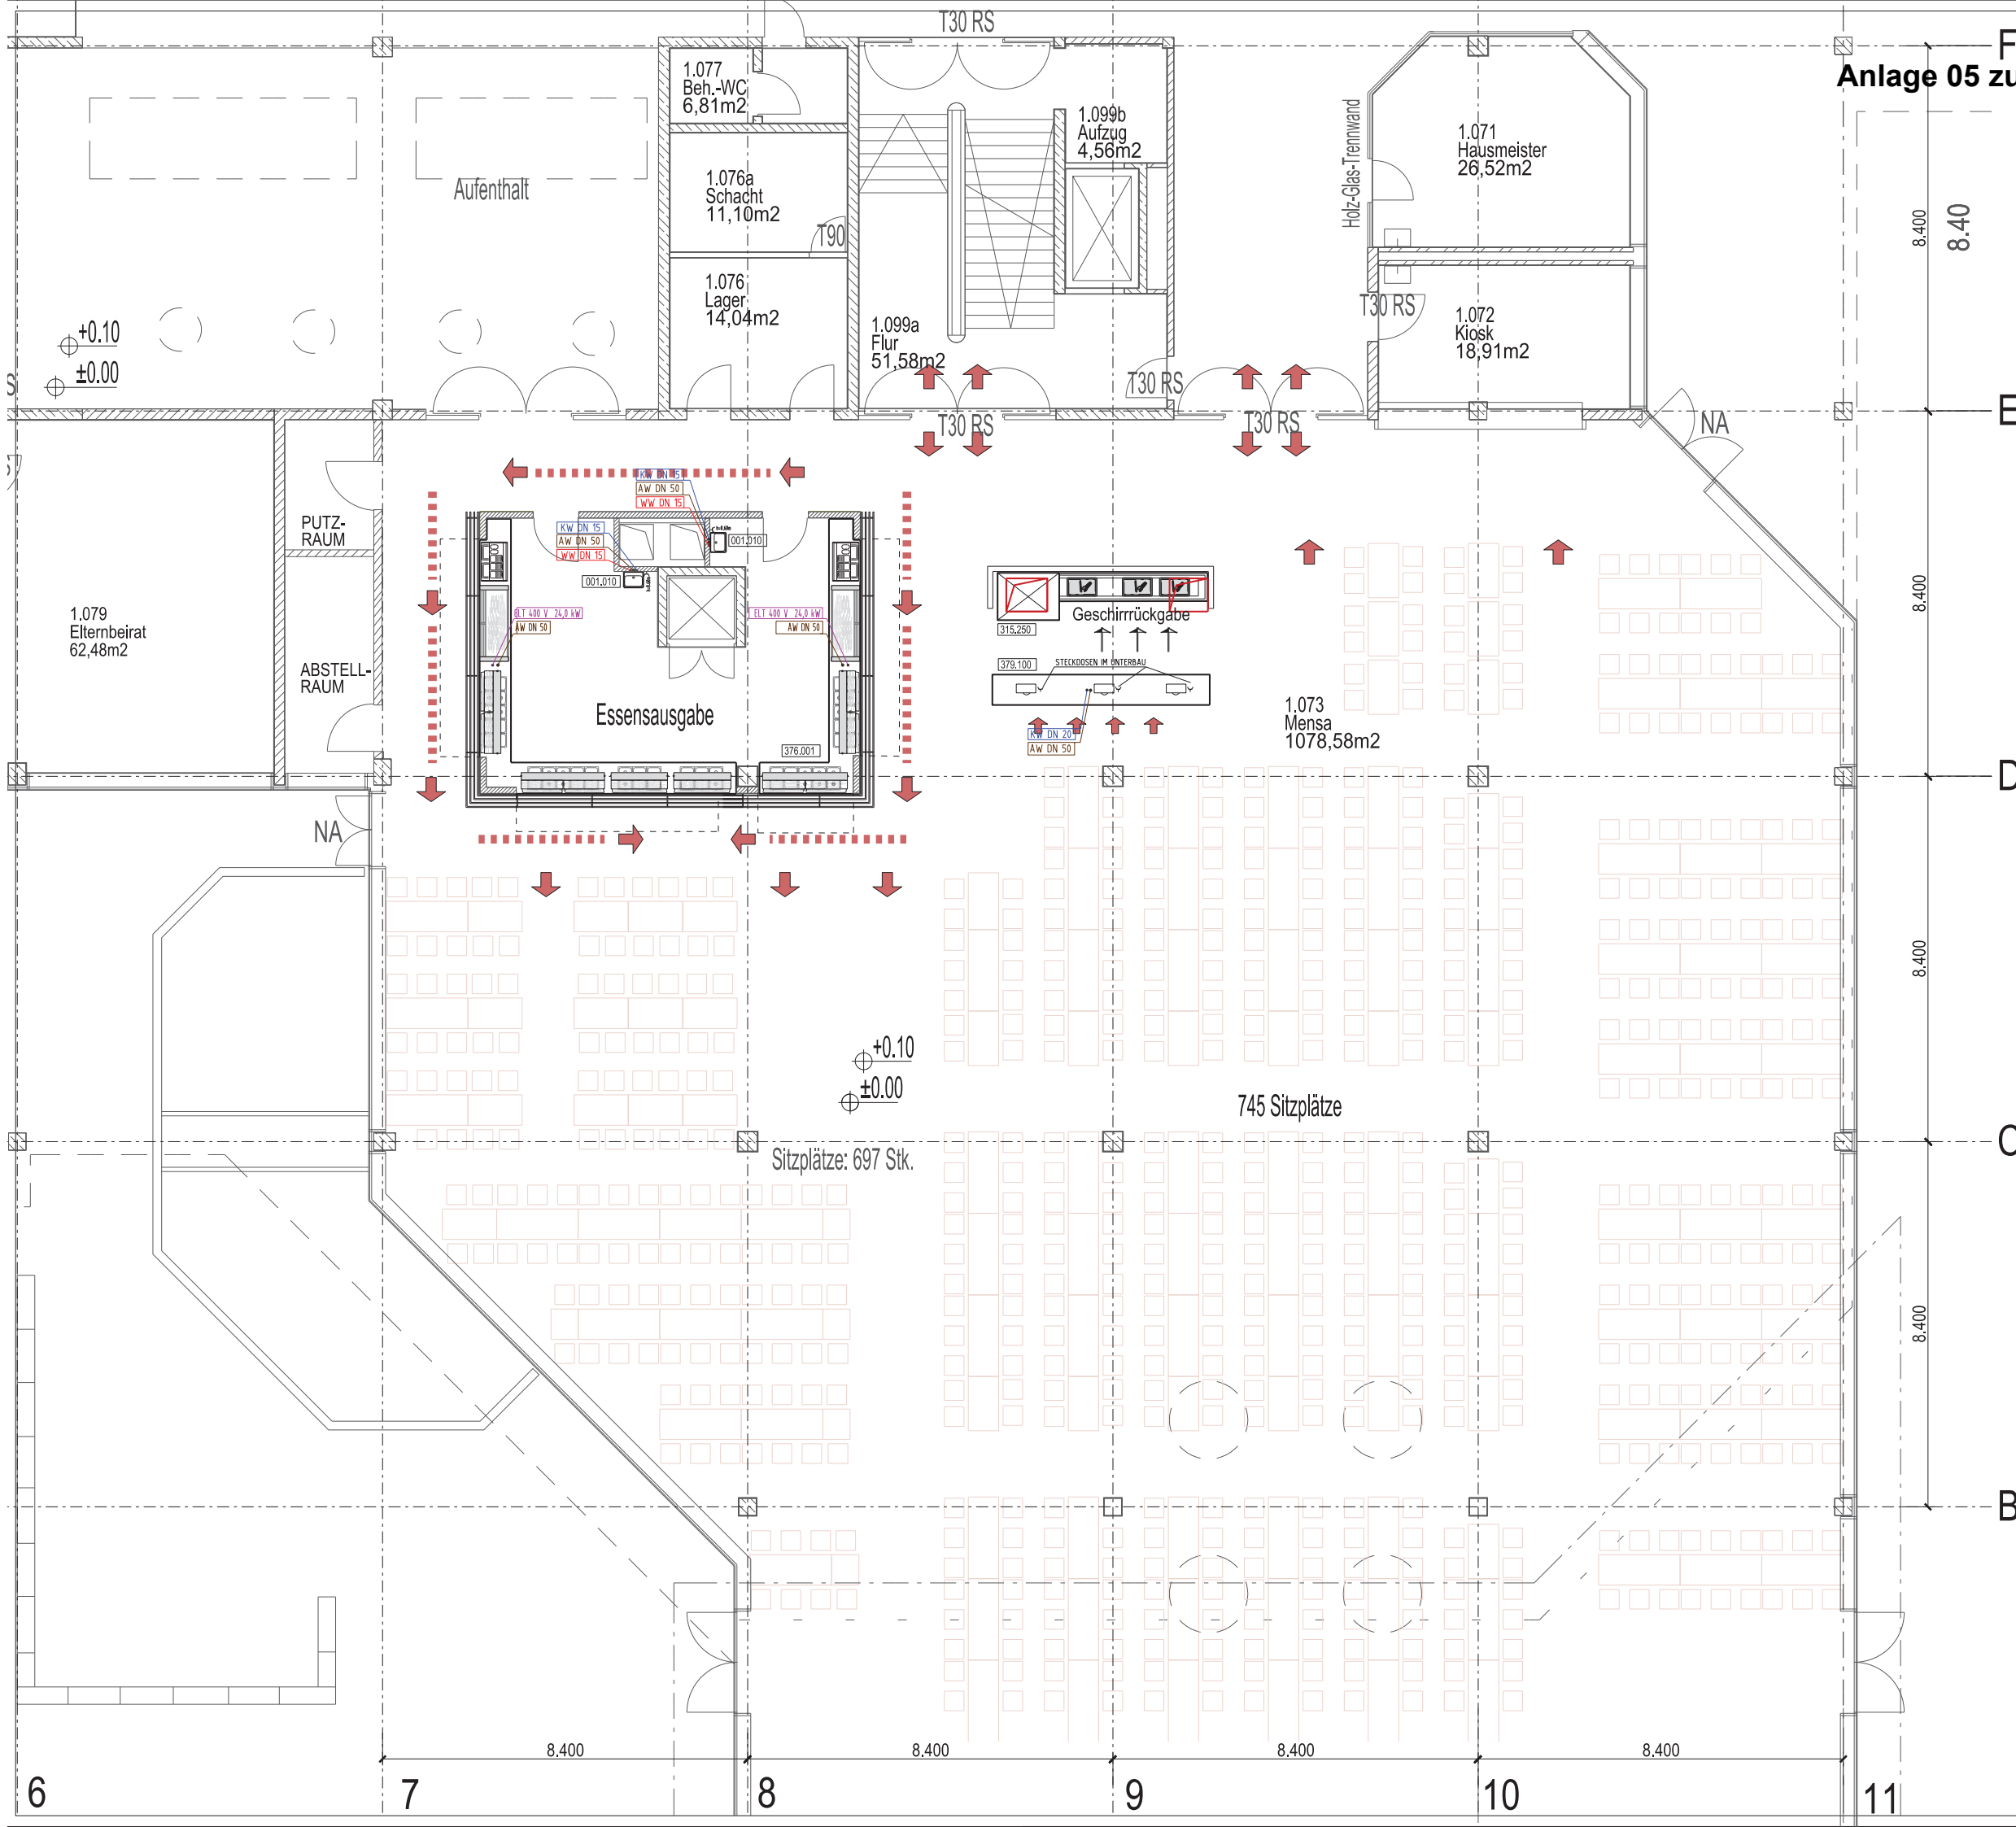 T30 RS
F
Anlage 05 zu
1.077
Beh.-WC
6,81m2
1.099b
Aufzug
4,56m2
Holz-Glas-Trennwand
1.071
Hausmeister
26,52m2
Aufenthalt
1.076a
Schacht
11,10m2
T90
8.400
8.40
1.076
Lager
14,04m2
1.099a
Flur
51,58m2
T30 RS
1.072
Kiosk
18,91m2
+0.10
±0.00
S
T30 RS
T30 RS
T30 RS
NA
E
KW DN 15
AW DN 50
WW DN 15
PUTZ-
RAUM
KW DN 15
AW DN 50
WW DN 15
001.010
001.010
1.079
Elternbeirat
62,48m2
ELT 400 V 24,0 kW
AW DN 50
ELT 400 V 24,0 kW
AW DN 50
Geschirrrückgabe
315.250
8.400
ABSTELL-
RAUM
379.100
STECKDOSEN IM UNTERBAU
Essensausgabe
376.001
1.073
Mensa
1078,58m2
KW DN 20
AW DN 50
D
NA
8.400
+0.10
±0.00
745 Sitzplätze
C
Sitzplätze: 697 Stk.
8.400
B
8.400
8.400
8.400
8.400
6
7
8
9
10
11